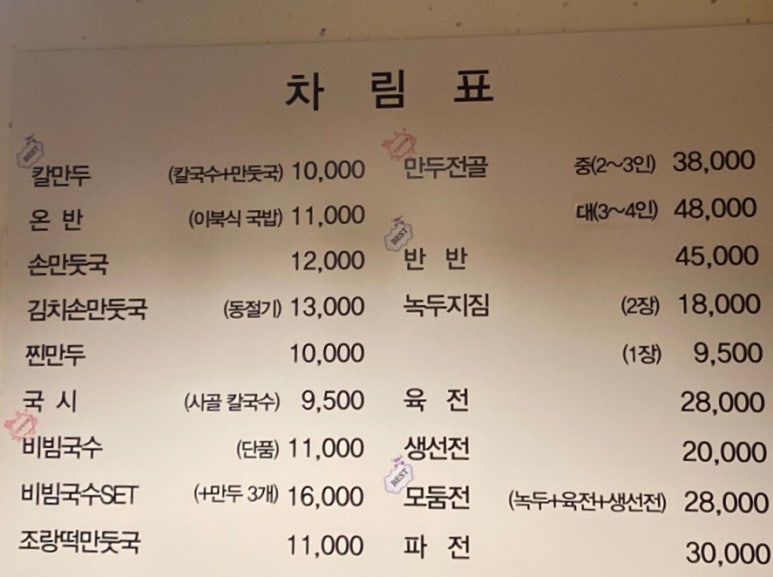 차 림 표
BEST
칼만두 (칼국수+만둣국) 10,000
온 반 (이북식 국밥) 11,000
손만둣국 12,000
김치손만둣국 (동절기) 13,000
찐만두 10,000
국 시 (사골 칼국수) 9,500
비빔국수 (단품) 11,000
비빔국수SET (+만두 3개) 16,000
조랑떡만둣국 11,000
만두전골 중(2~3인) 38,000
대(3~4인) 48,000
BEST
반 반 45,000
녹두지짐 (2장) 18,000
(1장) 9,500
육 전 28,000
생선전 20,000
BEST
모둠전 (녹두+육전+생선전) 28,000
파 전 30,000